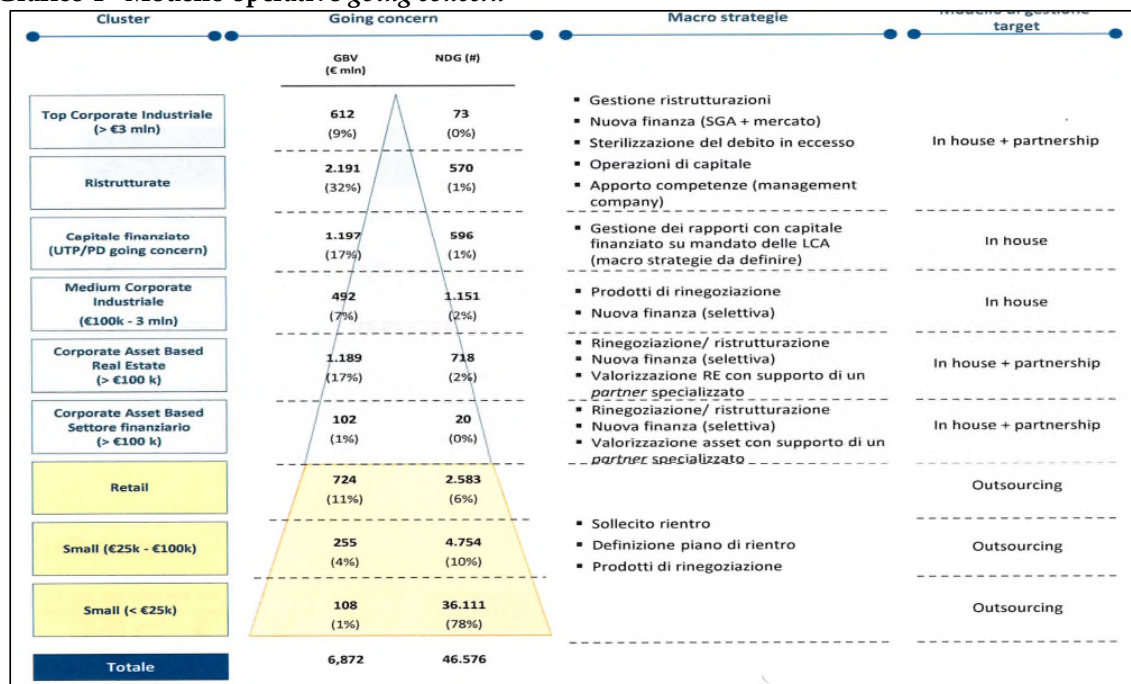 Grafico 1 - Modello operativo going concern
Cluster
Going concern
Macro strategie
Modello di gestione
target
GBV
(€ mln)
NDG (#)
Top Corporate Industriale
(> €3 mln)
612
(9%)
73
(0%)
▪ Gestione ristrutturazioni
▪ Nuova finanza (SGA + mercato)
▪ Sterilizzazione del debito in eccesso
▪ Operazioni di capitale
▪ Apporto competenze (management
company)
In house + partnership
Ristrutturate
2.191
(32%)
570
(1%)
Capitale finanziato
(UTP/PD going concern)
1.197
(17%)
596
(1%)
▪ Gestione dei rapporti con capitale
finanziato su mandato delle LCA
(macro strategie da definire)
In house
Medium Corporate
Industriale
(€100k - 3 mln)
492
(7%)
1.151
(2%)
▪ Prodotti di rinegoziazione
▪ Nuova finanza (selettiva)
In house
Corporate Asset Based
Real Estate
(> €100 k)
1.189
(17%)
718
(2%)
▪ Rinegoziazione/ ristrutturazione
▪ Nuova finanza (selettiva)
▪ Valorizzazione RE con supporto di un
partner specializzato
In house + partnership
Corporate Asset Based
Settore finanziario
(> €100 k)
102
(1%)
20
(0%)
▪ Rinegoziazione/ ristrutturazione
▪ Nuova finanza (selettiva)
▪ Valorizzazione asset con supporto di un
partner specializzato
In house + partnership
Retail
724
(11%)
2.583
(6%)
Outsourcing
Small (€25k - €100k)
255
(4%)
4.754
(10%)
▪ Sollecito rientro
▪ Definizione piano di rientro
▪ Prodotti di rinegoziazione
Outsourcing
Small (< €25k)
108
(1%)
36.111
(78%)
Outsourcing
Totale
6,872
46.576